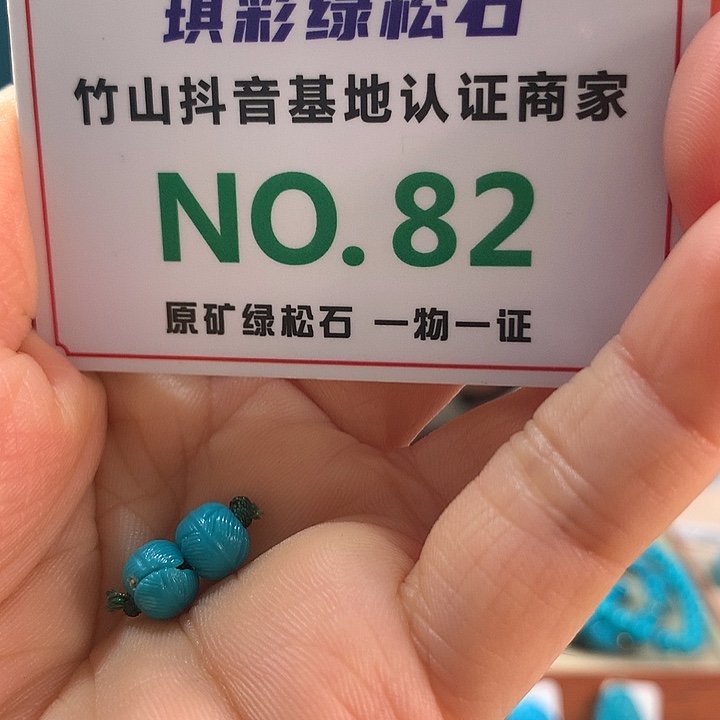 琪彩绿松石
竹山抖音基地认证商家
NO.82
原矿绿松石 一物一证